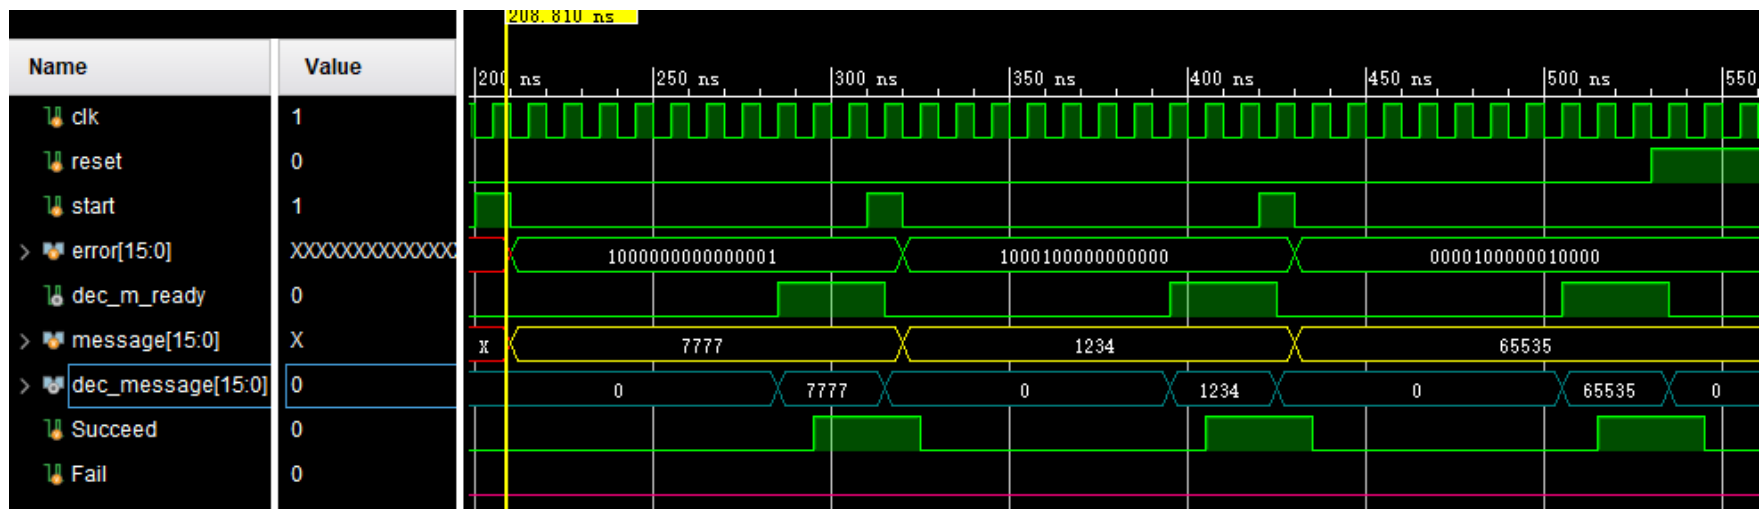 208.810 ns
Name Value
200 ns 250 ns 300 ns 350 ns 400 ns 450 ns 500 ns 550
clk 1
reset 0
start 1
error[15:0] XXXXXXXXXXXXXX 1000000000000001 1000100000000000 0000100000010000
dec_m_ready 0
message[15:0] X X 7777 1234 65535
dec_message[15:0] 0 0 7777 0 1234 0 65535 0
Succeed 0
Fail 0